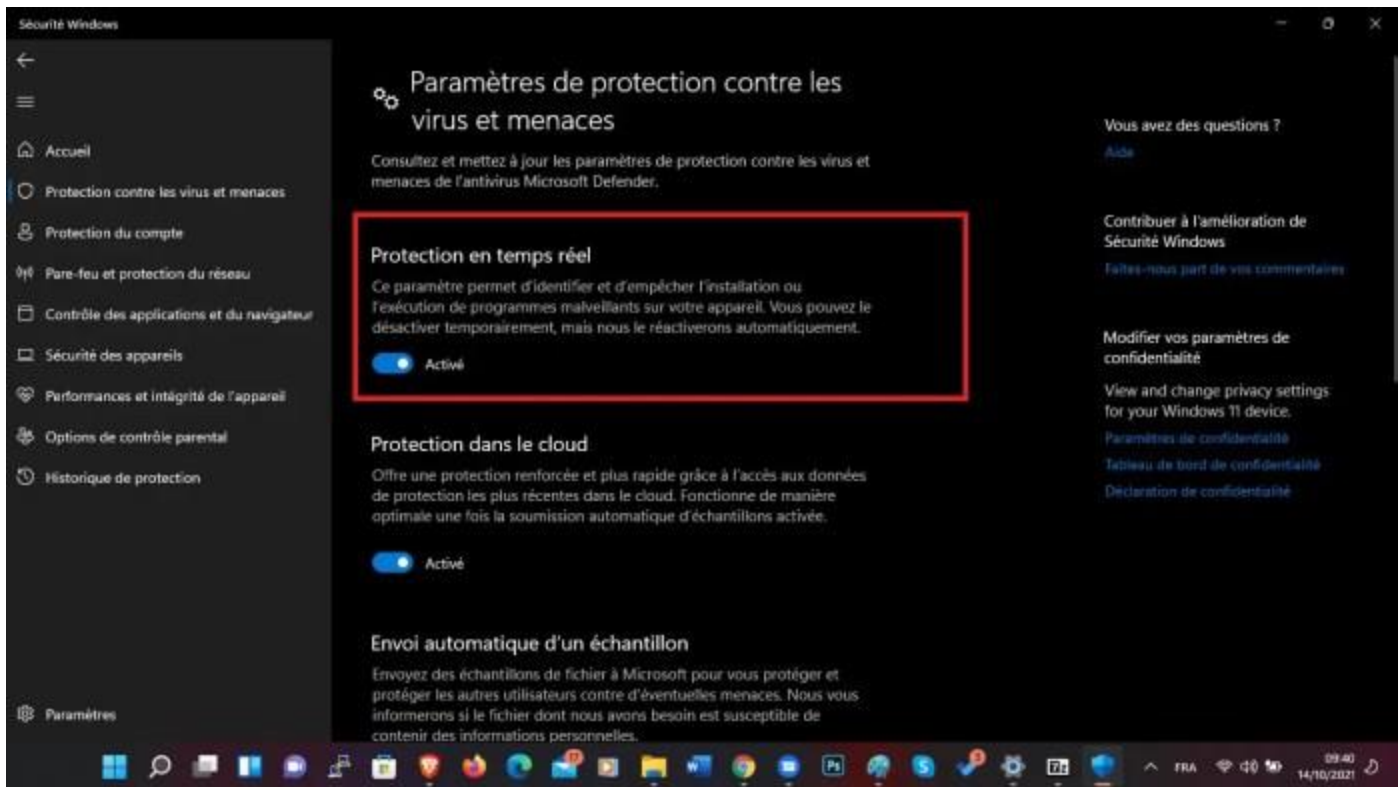 Sécurité Windows
Accueil
Protection contre les virus et menaces
Protection du compte
Pare-feu et protection du réseau
Contrôle des applications et du navigateur
Sécurité des appareils
Performances et intégrité de l'appareil
Options de contrôle parental
Historique de protection
Paramètres
Paramètres de protection contre les
virus et menaces
Consultez et mettez à jour les paramètres de protection contre les virus et
menaces de l'antivirus Microsoft Defender.
Protection en temps réel
Ce paramètre permet d'identifier et d'empêcher l'installation ou
l'exécution de programmes malveillants sur votre appareil. Vous pouvez le
désactiver temporairement, mais nous le réactiverons automatiquement.
Activé
Protection dans le cloud
Offre une protection renforcée et plus rapide grâce à l'accès aux données
de protection les plus récentes dans le cloud. Fonctionne de manière
optimale une fois la soumission automatique d'échantillons activée.
Activé
Envoi automatique d'un échantillon
Envoyez des échantillons de fichier à Microsoft pour vous protéger et
protéger les autres utilisateurs contre d'éventuelles menaces. Nous vous
informerons si le fichier dont nous avons besoin est susceptible de
contenir des informations personnelles.
Vous avez des questions ?
Aide
Contribuer à l'amélioration de
Sécurité Windows
Faites-nous part de vos commentaires
Modifier vos paramètres de
confidentialité
View and change privacy settings
for your Windows 11 device.
Paramètres de confidentialité
Tableau de bord de confidentialité
Déclaration de confidentialité
Ps
FRA
09:40
14/10/2021